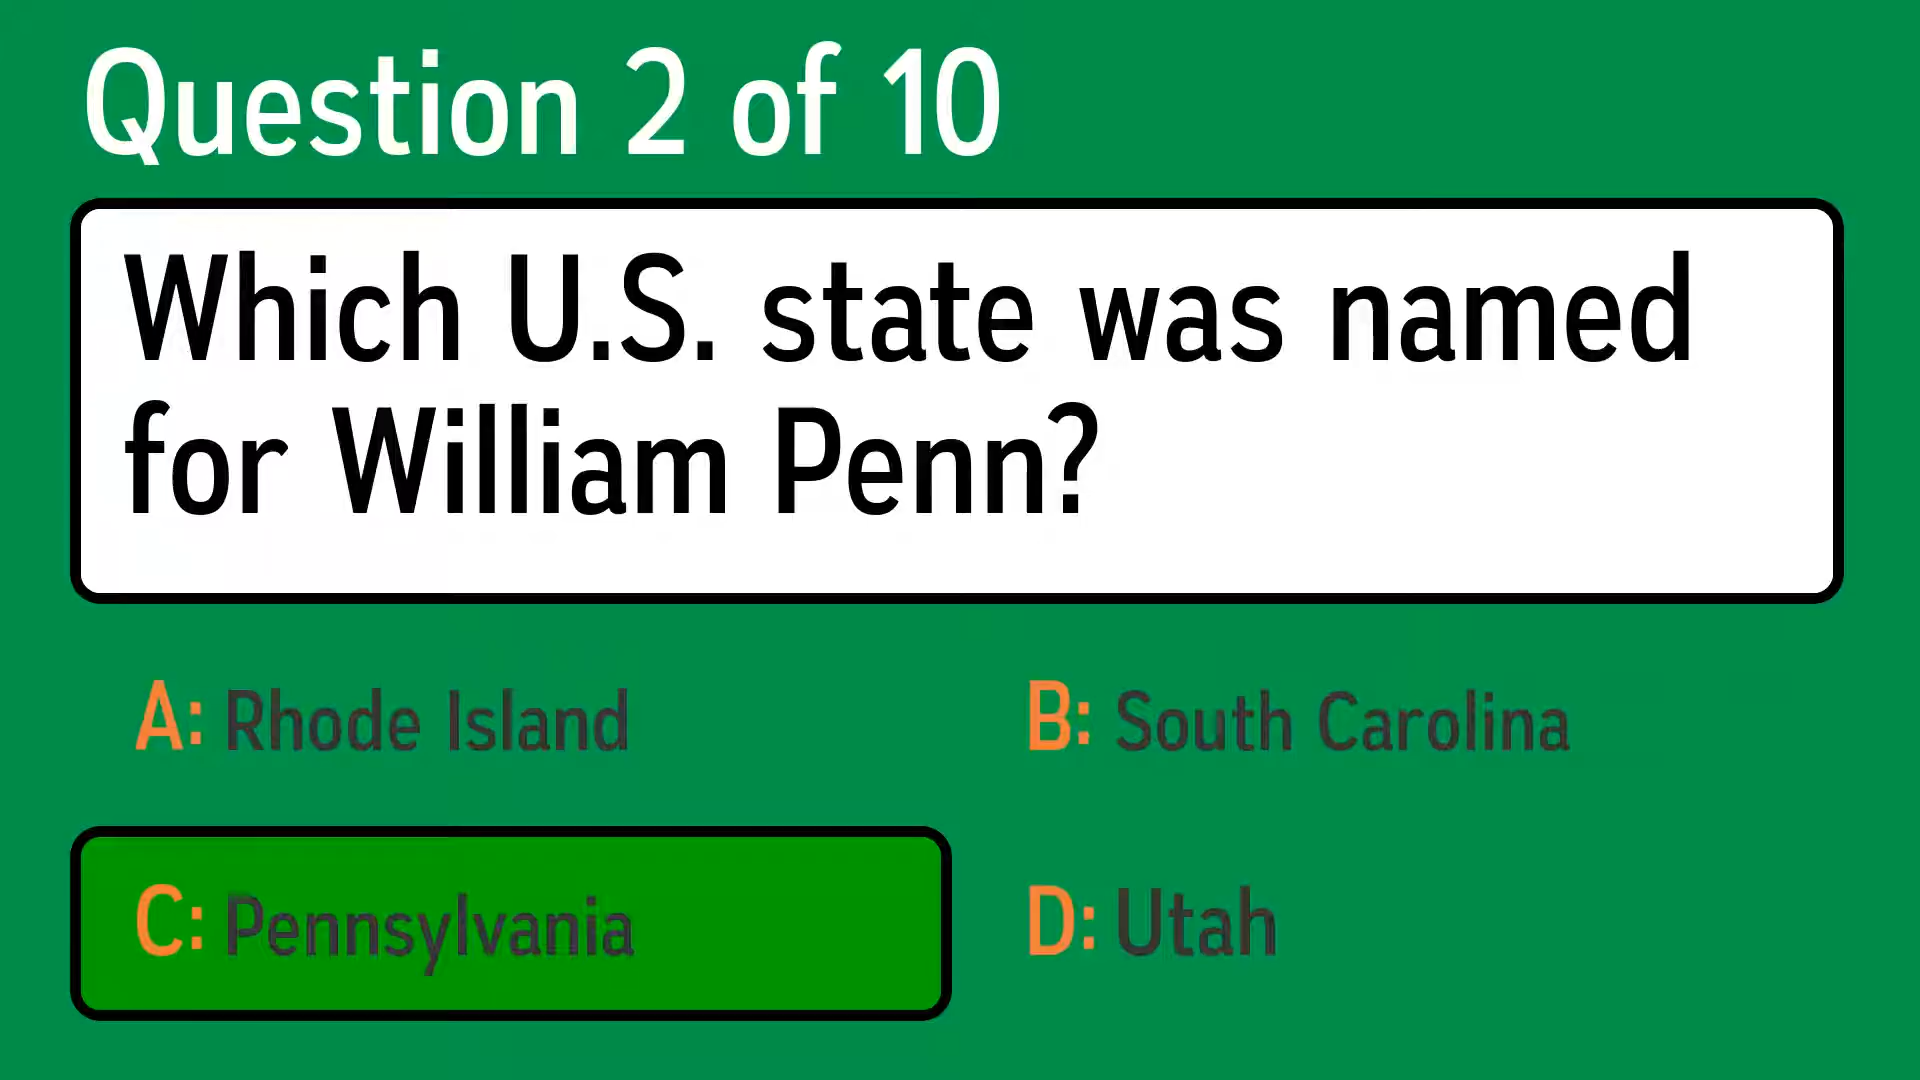 Question 2 of 10
Which U.S. state was named
for William Penn?
A: Rhode Island
B: South Carolina
C: Pennsylvania
D: Utah